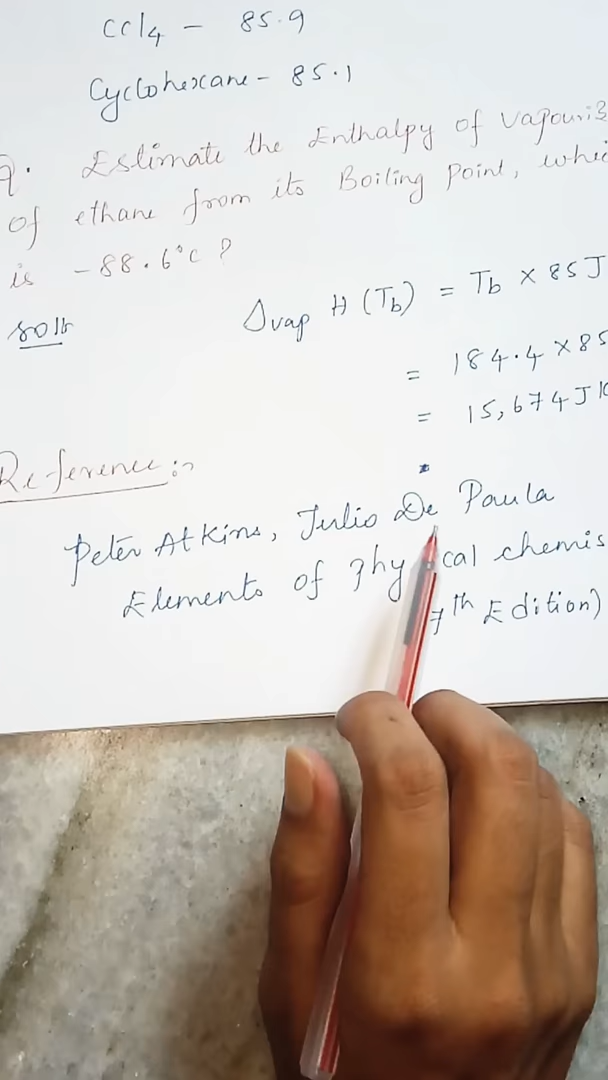 CCl4 - 85.9
Cyclohexane - 85.1
Q. Estimate the Enthalpy of vapouris
of ethane from its Boiling Point, whic
is -88.6°C ?
soln
Δvap H (Tb) = Tb × 85 J
= 184.4 × 85
= 15,674 J K
Reference:-
Peter Atkins, Julio De Paula
Elements of Physical chemis
7th Edition)